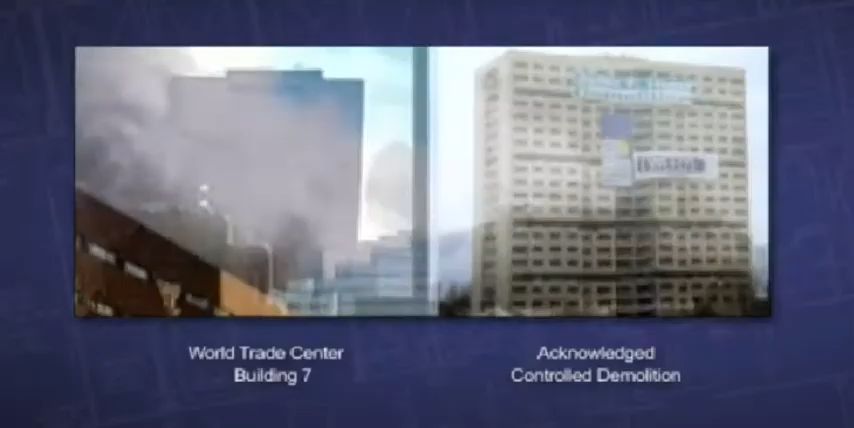 World Trade Center
Building 7
Acknowledged
Controlled Demolition